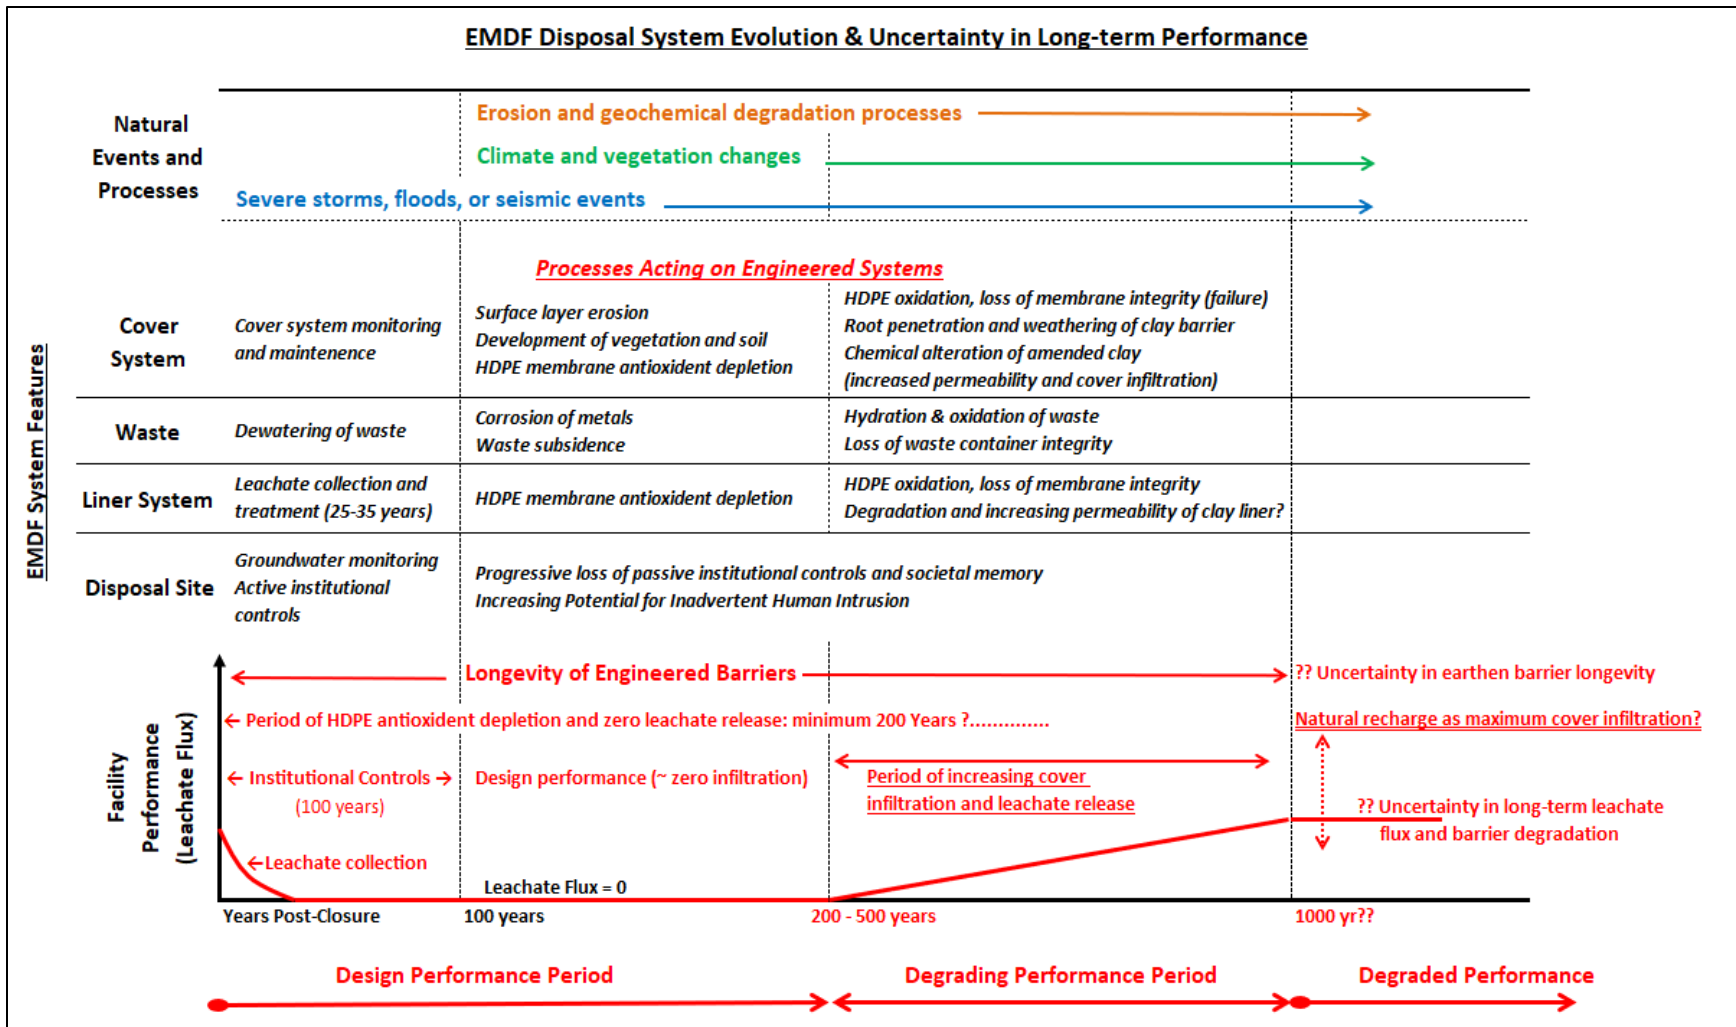 EMDF Disposal System Evolution & Uncertainty in Long-term Performance
Natural
Events and
Processes
Erosion and geochemical degradation processes
Climate and vegetation changes
Severe storms, floods, or seismic events
EMDF System Features
Processes Acting on Engineered Systems
Cover
System
Cover system monitoring
and maintenence
Surface layer erosion
Development of vegetation and soil
HDPE membrane antioxident depletion
HDPE oxidation, loss of membrane integrity (failure)
Root penetration and weathering of clay barrier
Chemical alteration of amended clay
(increased permeability and cover infiltration)
Waste
Dewatering of waste
Corrosion of metals
Waste subsidence
Hydration & oxidation of waste
Loss of waste container integrity
Liner System
Leachate collection and
treatment (25-35 years)
HDPE membrane antioxident depletion
HDPE oxidation, loss of membrane integrity
Degradation and increasing permeability of clay liner?
Disposal Site
Groundwater monitoring
Active institutional
controls
Progressive loss of passive institutional controls and societal memory
Increasing Potential for Inadvertent Human Intrusion
Facility
Performance
(Leachate Flux)
Longevity of Engineered Barriers
?? Uncertainty in earthen barrier longevity
← Period of HDPE antioxident depletion and zero leachate release: minimum 200 Years ?..............
Natural recharge as maximum cover infiltration?
← Institutional Controls →
(100 years)
Design performance (~ zero infiltration)
Period of increasing cover
infiltration and leachate release
?? Uncertainty in long-term leachate
flux and barrier degradation
←Leachate collection
Leachate Flux = 0
Years Post-Closure
100 years
200 - 500 years
1000 yr??
Design Performance Period
Degrading Performance Period
Degraded Performance